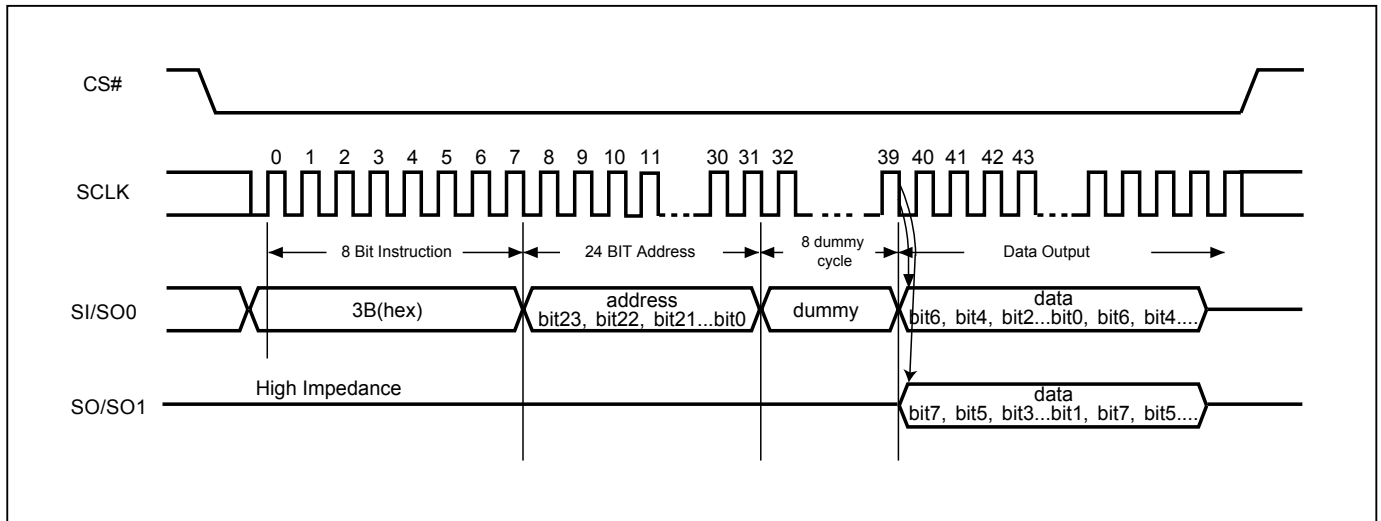 CS#
0 1 2 3 4 5 6 7 8 9 10 11 30 31 32 39 40 41 42 43
SCLK
8 Bit Instruction
24 BIT Address
8 dummy
cycle
Data Output
SI/SO0
3B(hex)
address
bit23, bit22, bit21...bit0
dummy
data
bit6, bit4, bit2...bit0, bit6, bit4....
High Impedance
SO/SO1
data
bit7, bit5, bit3...bit1, bit7, bit5....